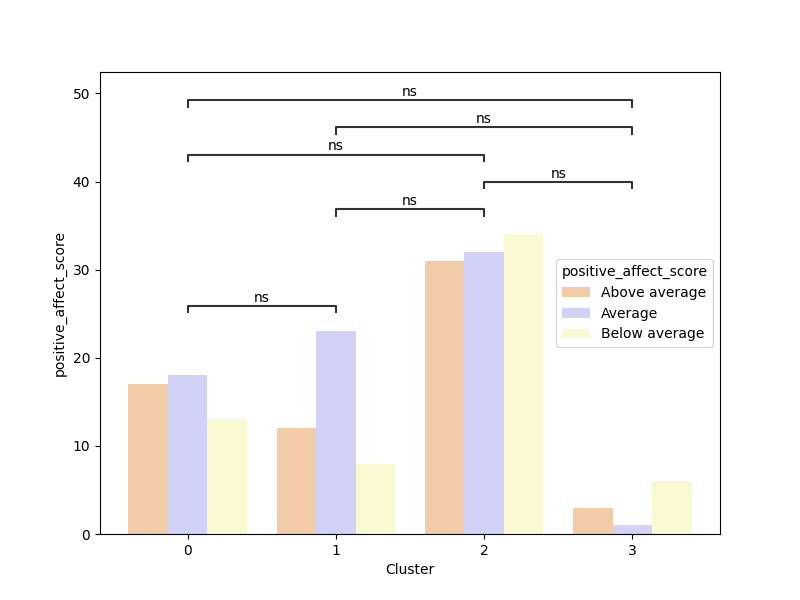 50
40
30
20
10
0
positive_affect_score
ns
ns
ns
ns
ns
ns
positive_affect_score
Above average
Average
Below average
0 1 2 3
Cluster